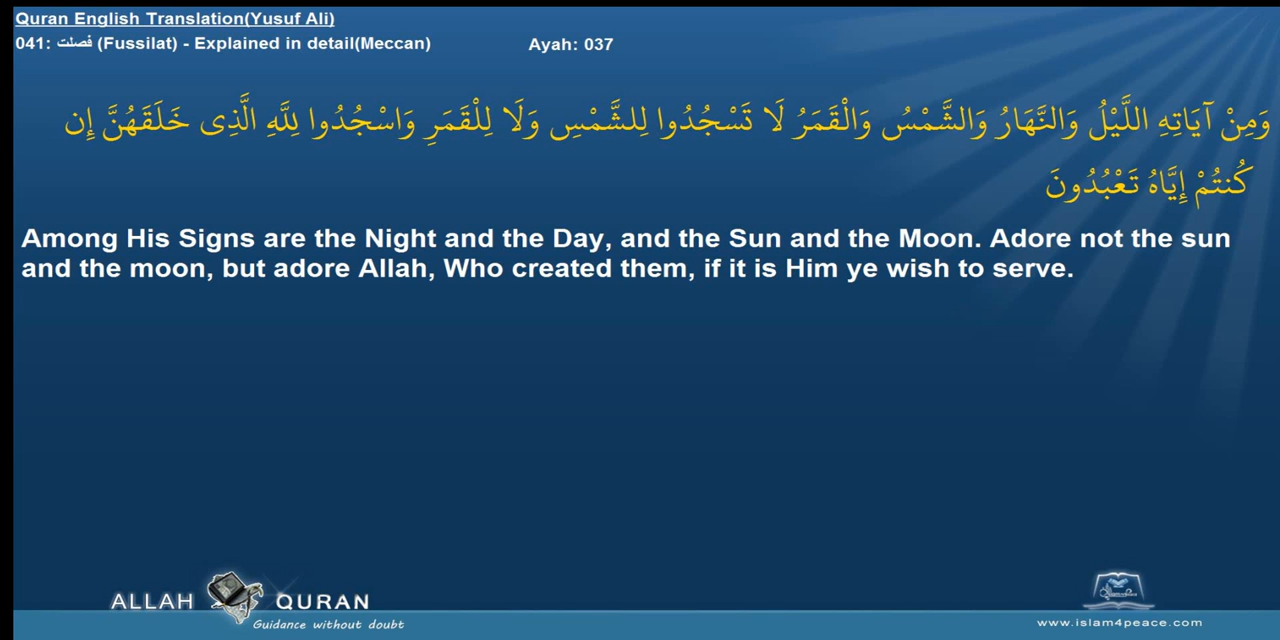 Quran English Translation(Yusuf Ali)
041: فصلت (Fussilat) - Explained in detail(Meccan) Ayah: 037
وَمِنْ آيَاتِهِ اللَّيْلُ وَالنَّهَارُ وَالشَّمْسُ وَالْقَمَرُ لَا تَسْجُدُوا لِلشَّمْسِ وَلَا لِلْقَمَرِ وَاسْجُدُوا لِلَّهِ الَّذِى خَلَقَهُنَّ إِن
كُنتُمْ إِيَّاهُ تَعْبُدُونَ
Among His Signs are the Night and the Day, and the Sun and the Moon. Adore not the sun
and the moon, but adore Allah, Who created them, if it is Him ye wish to serve.
ALLAH QURAN
Guidance without doubt
www.islam4peace.com